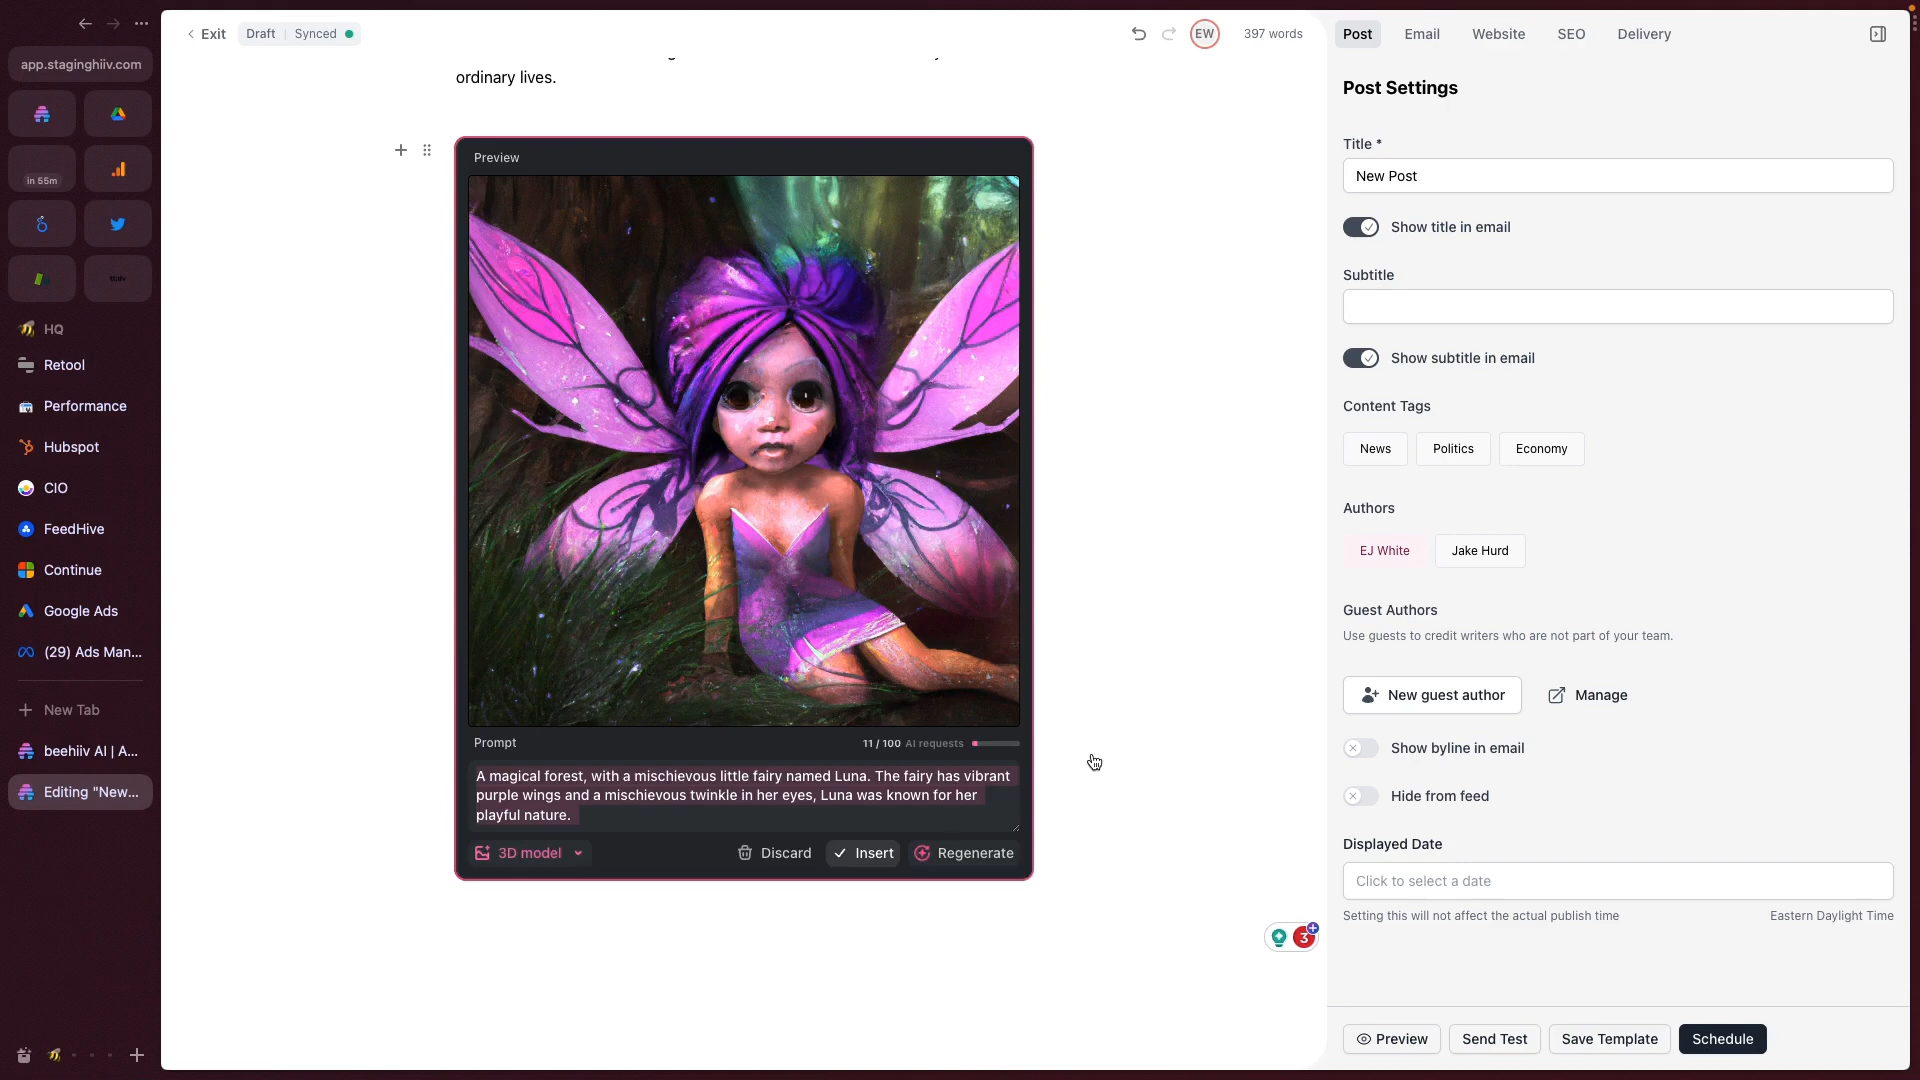 app.staginghiiv.com
in 55m
HQ
Retool
Performance
Hubspot
CIO
FeedHive
Continue
Google Ads
(29) Ads Man...
New Tab
beehiiv AI | A...
Editing "New...
Exit
Draft
Synced
EW
397 words
ordinary lives.
Preview
Prompt
11 / 100 AI requests
A magical forest, with a mischievous little fairy named Luna. The fairy has vibrant
purple wings and a mischievous twinkle in her eyes, Luna was known for her
playful nature.
3D model
Discard
Insert
Regenerate
3
Post
Email
Website
SEO
Delivery
Post Settings
Title *
New Post
Show title in email
Subtitle
Show subtitle in email
Content Tags
News
Politics
Economy
Authors
EJ White
Jake Hurd
Guest Authors
Use guests to credit writers who are not part of your team.
New guest author
Manage
Show byline in email
Hide from feed
Displayed Date
Click to select a date
Setting this will not affect the actual publish time
Eastern Daylight Time
Preview
Send Test
Save Template
Schedule